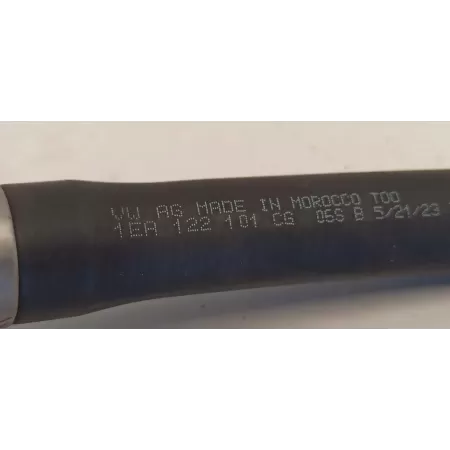 VW AG MADE IN MOROCCO TOO
1EA 122 101 CG 05S B 5/21/23